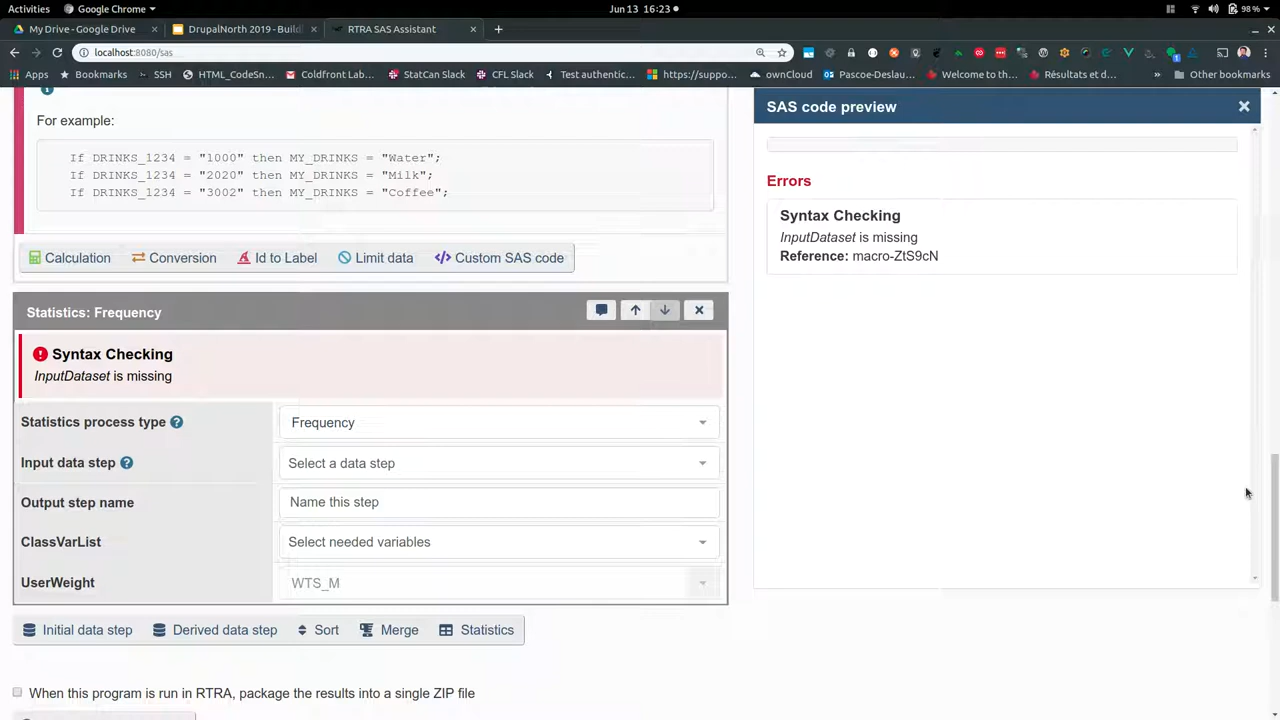 Activities
Google Chrome
Jun 13 16:23
98%
My Drive - Google Drive
DrupalNorth 2019 - Buildi
RTRA SAS Assistant
localhost:8080/sas
Apps
Bookmarks
SSH
HTML_CodeSn...
Coldfront Lab...
StatCan Slack
CFL Slack
Test authentic...
https://suppo...
ownCloud
Pascoe-Deslau...
Welcome to th...
Résultats et d...
»
Other bookmarks
For example:
If DRINKS_1234 = "1000" then MY_DRINKS = "Water";
If DRINKS_1234 = "2020" then MY_DRINKS = "Milk";
If DRINKS_1234 = "3002" then MY_DRINKS = "Coffee";
Calculation
Conversion
Id to Label
Limit data
Custom SAS code
Statistics: Frequency
Syntax Checking
InputDataset is missing
Statistics process type
Frequency
Input data step
Select a data step
Output step name
Name this step
ClassVarList
Select needed variables
UserWeight
WTS_M
Initial data step
Derived data step
Sort
Merge
Statistics
When this program is run in RTRA, package the results into a single ZIP file
SAS code preview
Errors
Syntax Checking
InputDataset is missing
Reference: macro-ZtS9cN